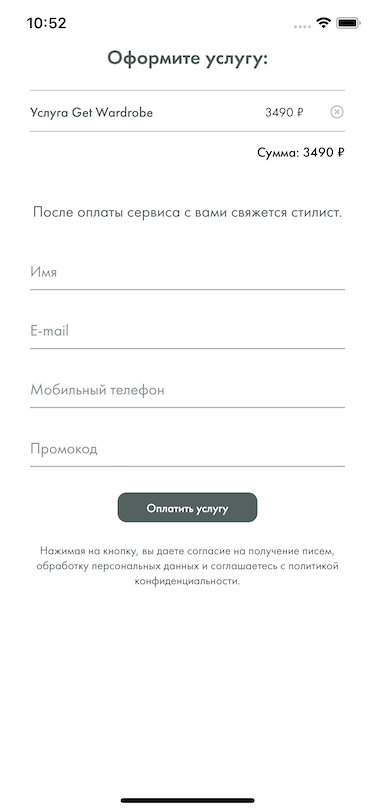 10:52
Оформите услугу:
Услуга Get Wardrobe 3490 ₽
Сумма: 3490 ₽
После оплаты сервиса с вами свяжется стилист.
Имя
E-mail
Мобильный телефон
Промокод
Оплатить услугу
Нажимая на кнопку, вы даете согласие на получение писем,
обработку персональных данных и соглашаетесь с политикой
конфиденциальности.